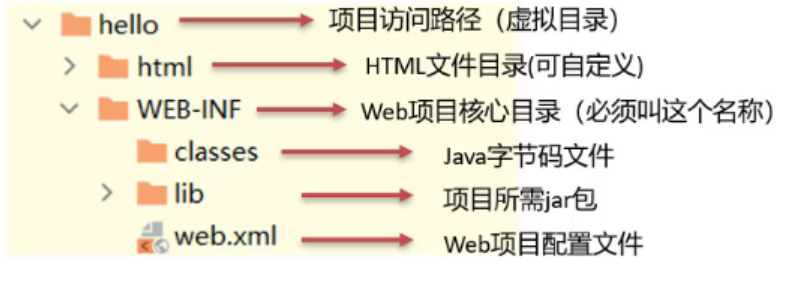 hello 项目访问路径（虚拟目录）
html HTML文件目录(可自定义)
WEB-INF Web项目核心目录（必须叫这个名称）
classes Java字节码文件
lib 项目所需jar包
web.xml Web项目配置文件